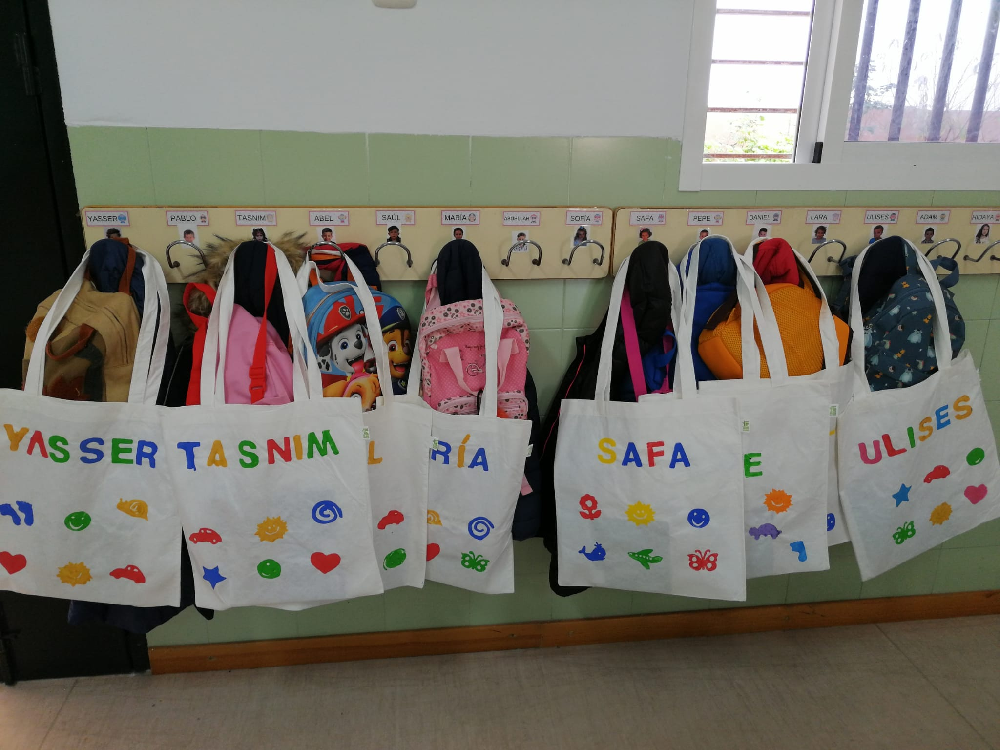 YASSER
PABLO
TASNIM
ABEL
SAÚL
MARÍA
ABDELLAH
SOFÍA
SAFA
PEPE
DANIEL
LARA
ULISES
ADAM
HIDAYA
YASSER
TASNIM
L
RÍA
SAFA
E
ULISES